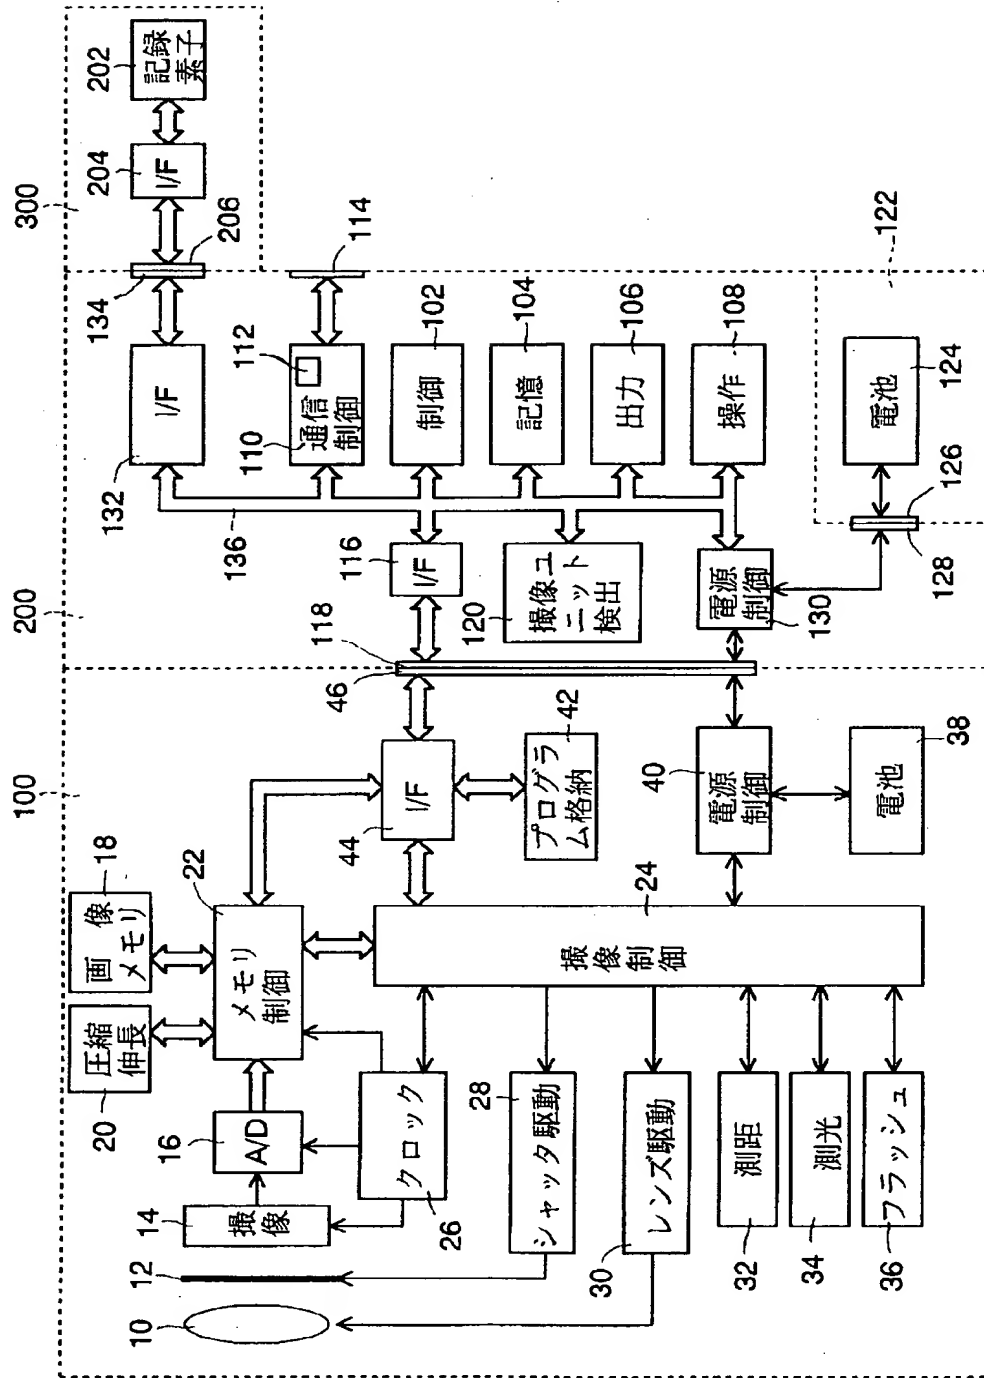 100
200
300
10
12
14
撮像
16
A/D
20
圧縮
伸長
18
画像
メモリ
22
メモリ
制御
26
クロック
28
シャッタ駆動
30
レンズ駆動
32
測距
34
測光
36
フラッシュ
24
撮像制御
44
I/F
42
プログラ
ム格納
40
電源
制御
38
電池
46
118
116
I/F
136
120
撮像ユ
ニット
検出
130
電源
制御
132
I/F
134
206
204
I/F
202
記録
素子
110
通信
制御
112
114
制御
102
記憶
104
出力
106
操作
108
122
電池
124
126
128